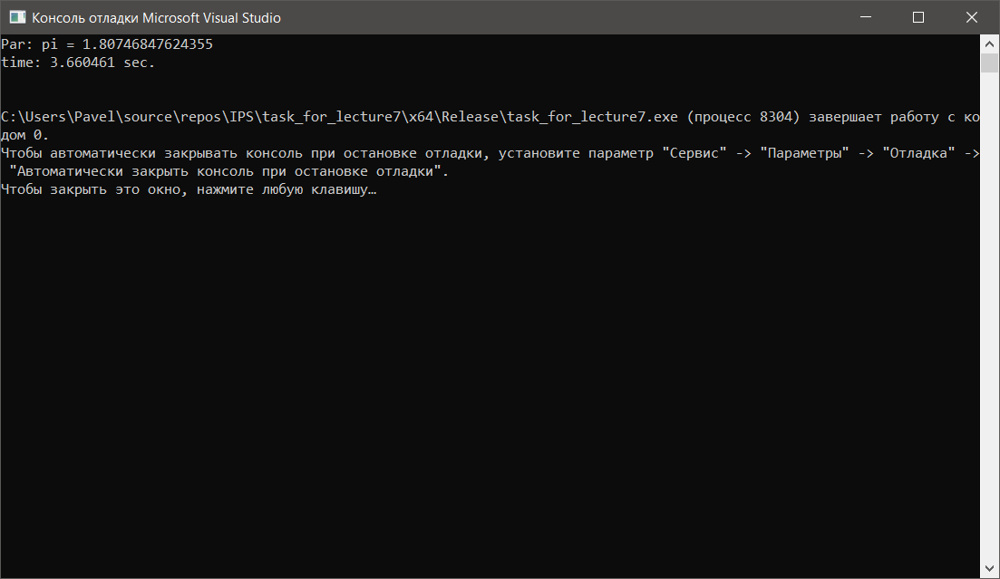 Консоль отладки Microsoft Visual Studio
Par: pi = 1.80746847624355
time: 3.660461 sec.
C:\Users\Pavel\source\repos\IPS\task_for_lecture7\x64\Release\task_for_lecture7.exe (процесс 8304) завершает работу с ко
дом 0.
Чтобы автоматически закрывать консоль при остановке отладки, установите параметр "Сервис" -> "Параметры" -> "Отладка" ->
"Автоматически закрыть консоль при остановке отладки".
Чтобы закрыть это окно, нажмите любую клавишу…